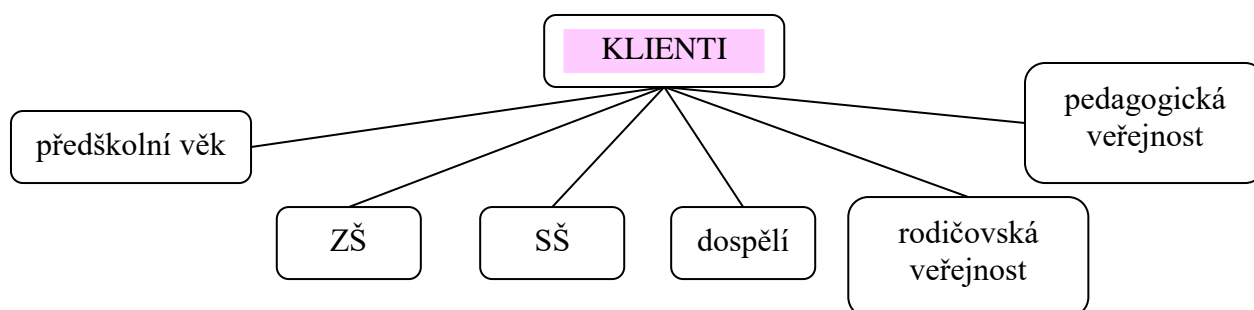 KLIENTI
pedagogická
veřejnost
předškolní věk
ZŠ
SŠ
dospělí
rodičovská
veřejnost